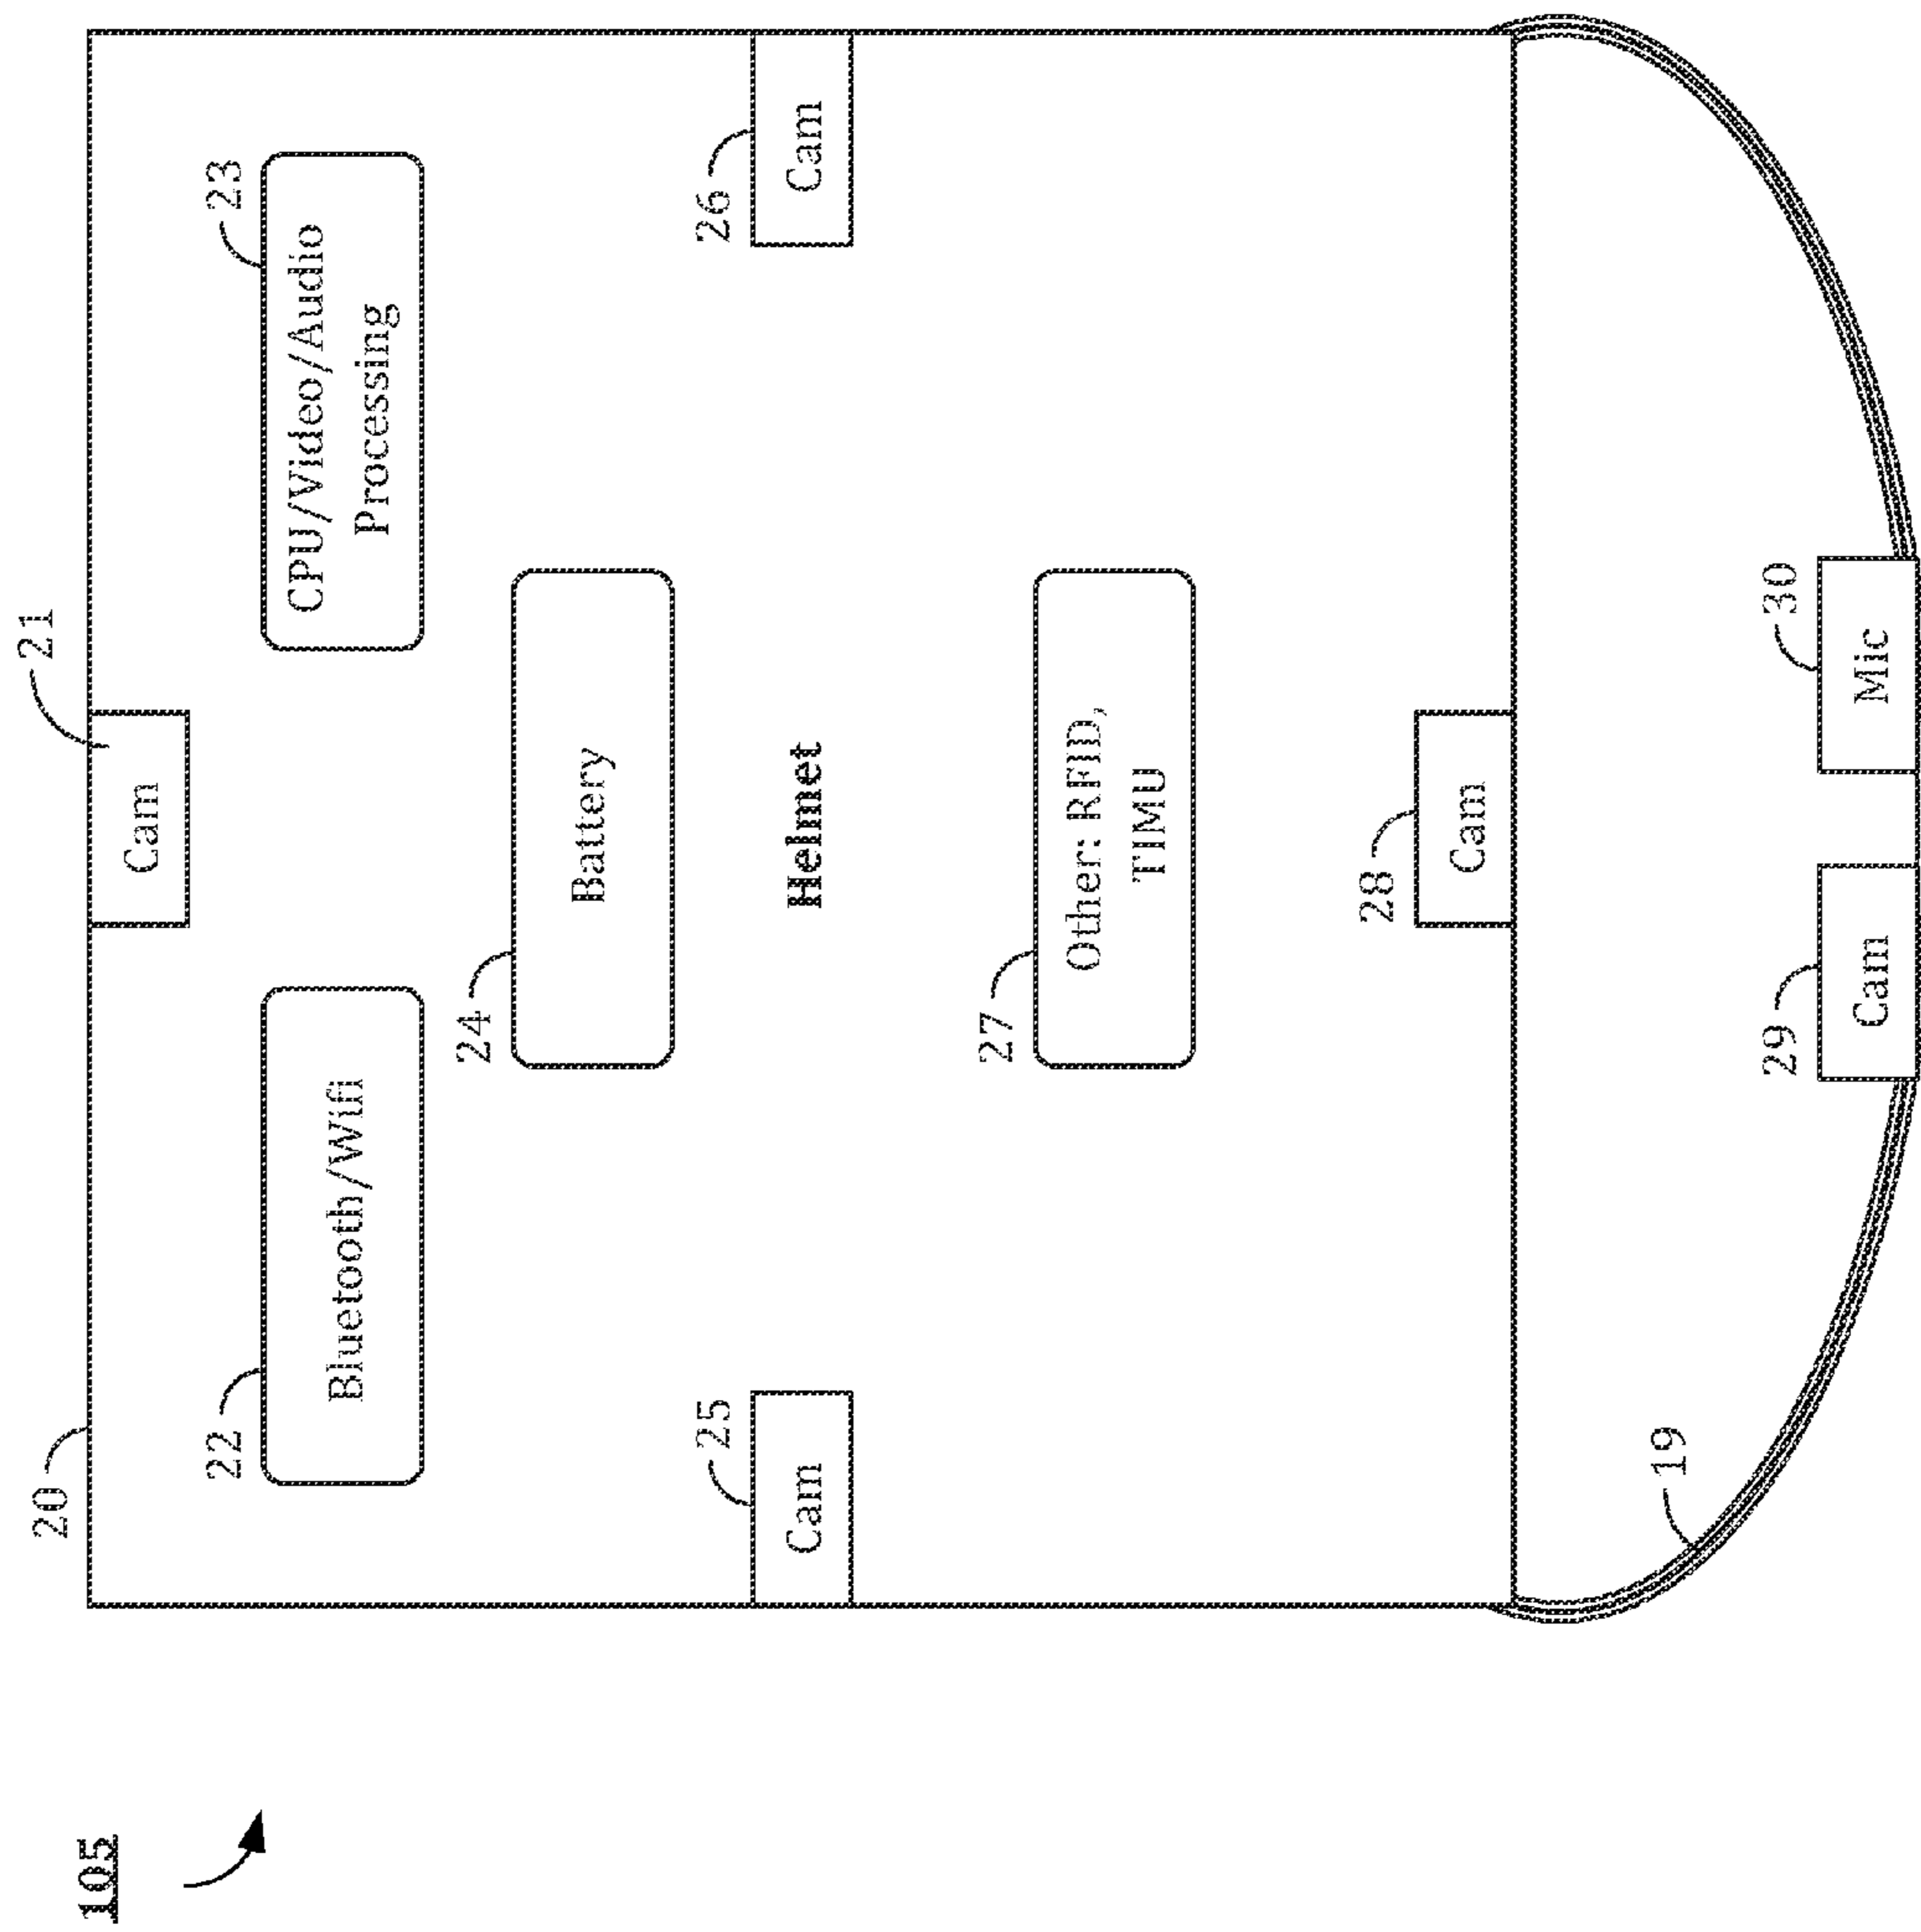 105
20
21
Cam
22
Bluetooth/Wifi
23
CPU/Video/Audio
Processing
24
Battery
25
Cam
Helmet
26
Cam
27
Other: RFID,
TIMU
28
Cam
19
29
Cam
30
Mic